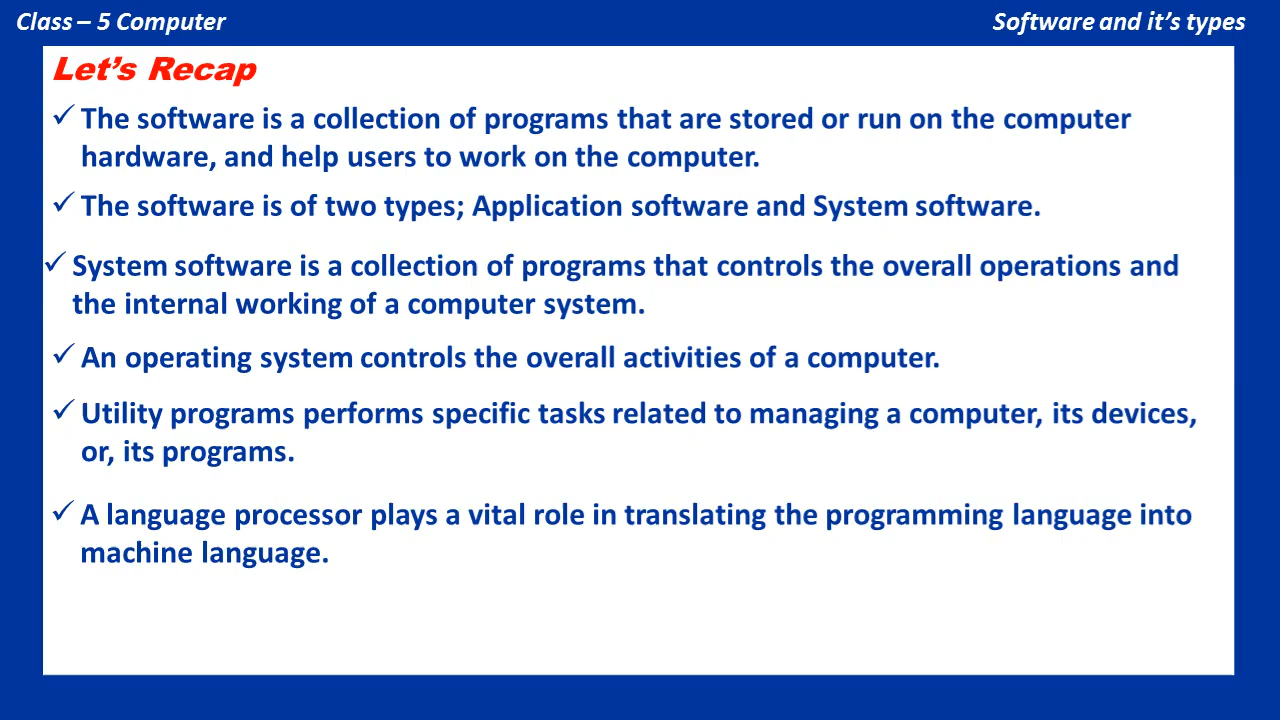 Class – 5 Computer
Software and it’s types
Let’s Recap
✓ The software is a collection of programs that are stored or run on the computer
hardware, and help users to work on the computer.
✓ The software is of two types; Application software and System software.
✓ System software is a collection of programs that controls the overall operations and
the internal working of a computer system.
✓ An operating system controls the overall activities of a computer.
✓ Utility programs performs specific tasks related to managing a computer, its devices,
or, its programs.
✓ A language processor plays a vital role in translating the programming language into
machine language.